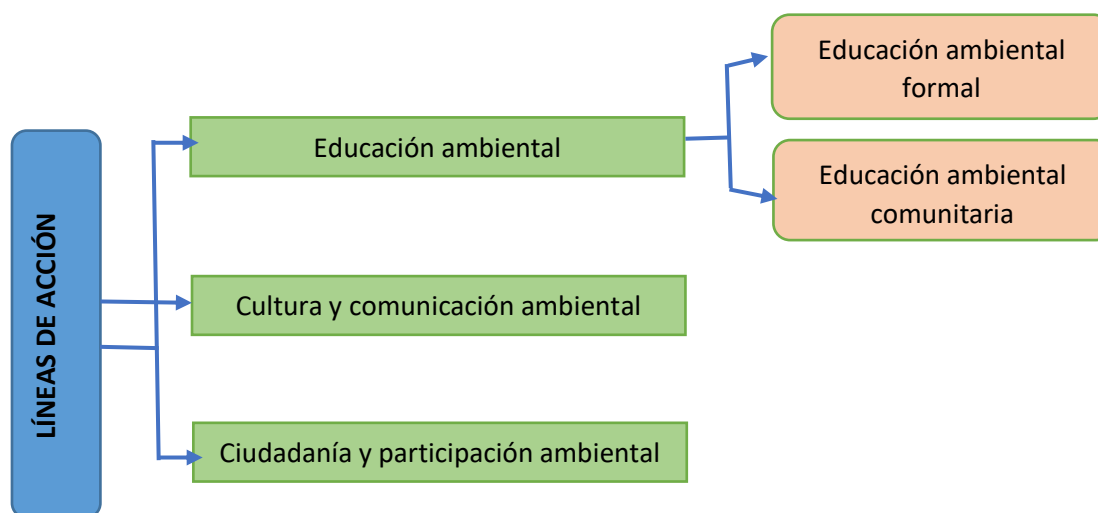 LÍNEAS DE ACCIÓN
Educación ambiental
Educación ambiental
formal
Educación ambiental
comunitaria
Cultura y comunicación ambiental
Ciudadanía y participación ambiental